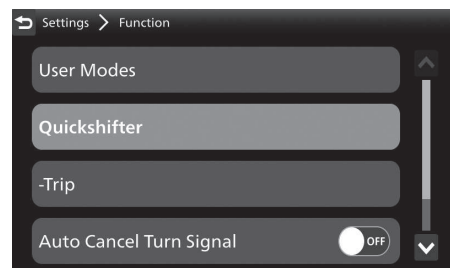 Settings > Function
User Modes
Quickshifter
-Trip
Auto Cancel Turn Signal OFF